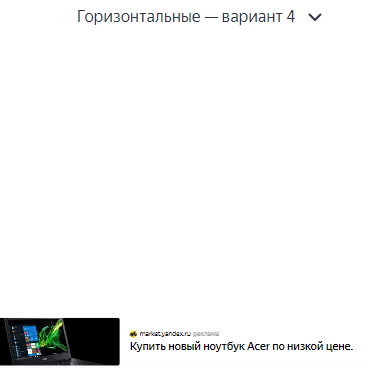 Горизонтальные — вариант 4
market.yandex.ru реклама
Купить новый ноутбук Acer по низкой цене.